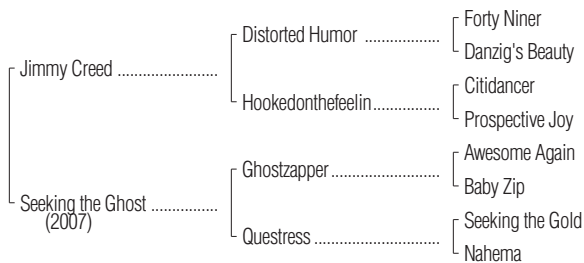 Forty Niner
Distorted Humor ..................
Danzig's Beauty
Jimmy Creed ........................
Citidancer
Hookedonthefeelin................
Prospective Joy
Awesome Again
Ghostzapper ..........................
Baby Zip
Seeking the Ghost ................
(2007)
Seeking the Gold
Questress ..............................
Nahema